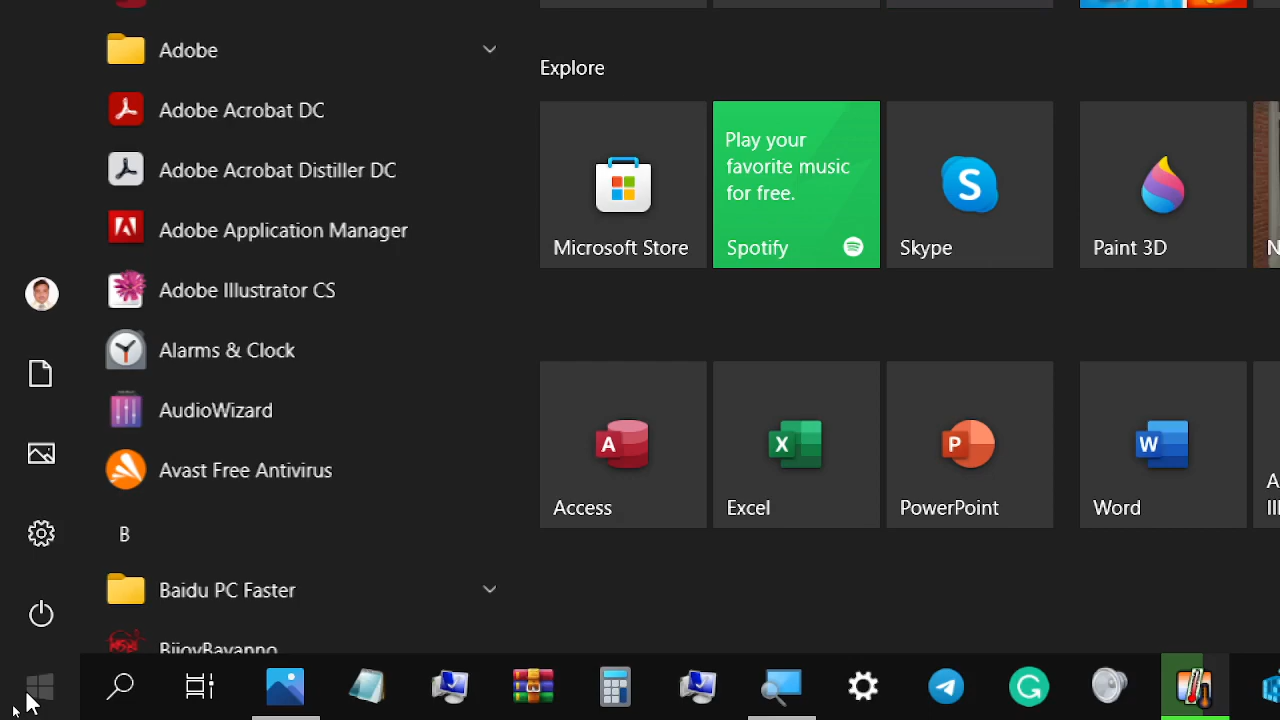 Adobe
Adobe Acrobat DC
Adobe Acrobat Distiller DC
Adobe Application Manager
Adobe Illustrator CS
Alarms & Clock
AudioWizard
Avast Free Antivirus
B
Baidu PC Faster
BijoyBayanno
Explore
Microsoft Store
Play your
favorite music
for free.
Spotify
Skype
Paint 3D
N
A
Access
X
Excel
P
PowerPoint
W
Word
A
Ill
S
G